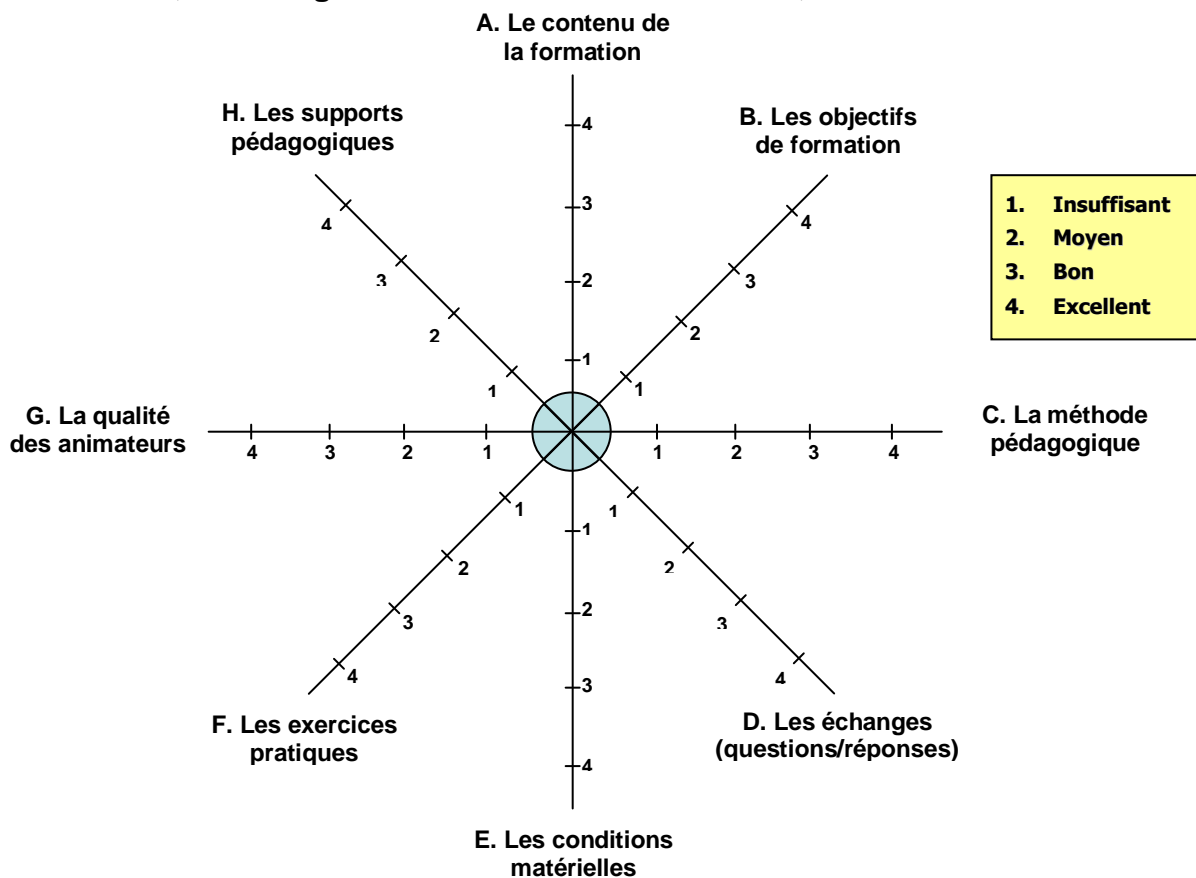 A. Le contenu de
la formation
H. Les supports
pédagogiques
B. Les objectifs
de formation
4
3
2
1
4
3
2
1
4
3
2
1
1. Insuffisant
2. Moyen
3. Bon
4. Excellent
G. La qualité
des animateurs
4
3
2
1
1
2
3
4
C. La méthode
pédagogique
1
2
3
4
1
2
3
4
1
2
3
4
F. Les exercices
pratiques
D. Les échanges
(questions/réponses)
E. Les conditions
matérielles